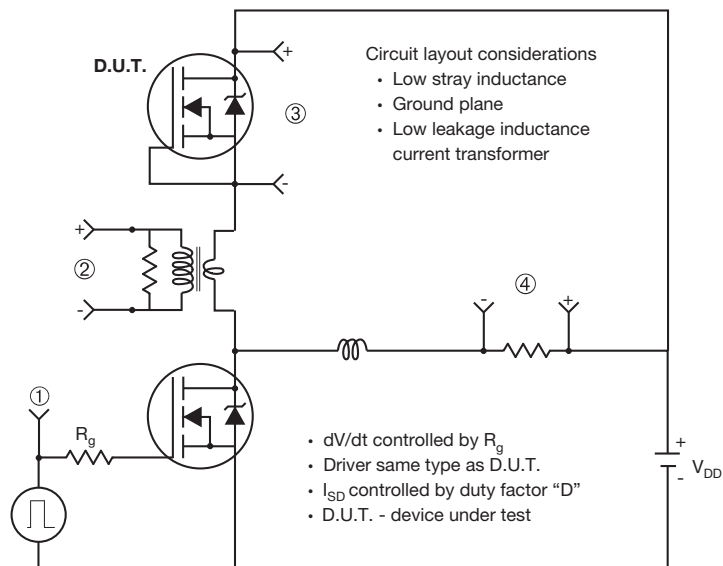 D.U.T.
+
Circuit layout considerations
• Low stray inductance
• Ground plane
• Low leakage inductance
current transformer
③
-
+
②
-
④
- +
①
R_g
• dV/dt controlled by R_g
• Driver same type as D.U.T.
• I_SD controlled by duty factor “D”
• D.U.T. - device under test
+
V_DD
-